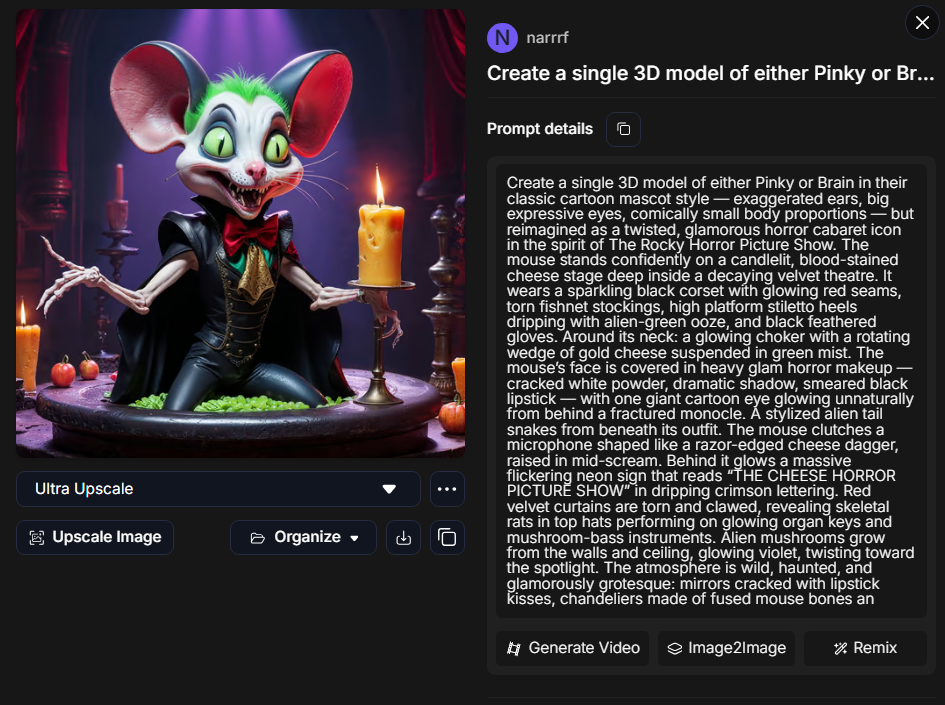 N narrrf
Create a single 3D model of either Pinky or Br...
Prompt details
Create a single 3D model of either Pinky or Brain in their
classic cartoon mascot style — exaggerated ears, big
expressive eyes, comically small body proportions — but
reimagined as a twisted, glamorous horror cabaret icon
in the spirit of The Rocky Horror Picture Show. The
mouse stands confidently on a candlelit, blood-stained
cheese stage deep inside a decaying velvet theatre. It
wears a sparkling black corset with glowing red seams,
torn fishnet stockings, high platform stiletto heels
dripping with alien-green ooze, and black feathered
gloves. Around its neck: a glowing choker with a rotating
wedge of gold cheese suspended in green mist. The
mouse’s face is covered in heavy glam horror makeup —
cracked white powder, dramatic shadow, smeared black
lipstick — with one giant cartoon eye glowing unnaturally
from behind a fractured monocle. A stylized alien tail
snakes from beneath its outfit. The mouse clutches a
microphone shaped like a razor-edged cheese dagger,
raised in mid-scream. Behind it glows a massive
flickering neon sign that reads “THE CHEESE HORROR
PICTURE SHOW” in dripping crimson lettering. Red
velvet curtains are torn and clawed, revealing skeletal
rats in top hats performing on glowing organ keys and
mushroom-bass instruments. Alien mushrooms grow
from the walls and ceiling, glowing violet, twisting toward
the spotlight. The atmosphere is wild, haunted, and
glamorously grotesque: mirrors cracked with lipstick
kisses, chandeliers made of fused mouse bones an
Ultra Upscale
Upscale Image
Organize
Generate Video
Image2Image
Remix